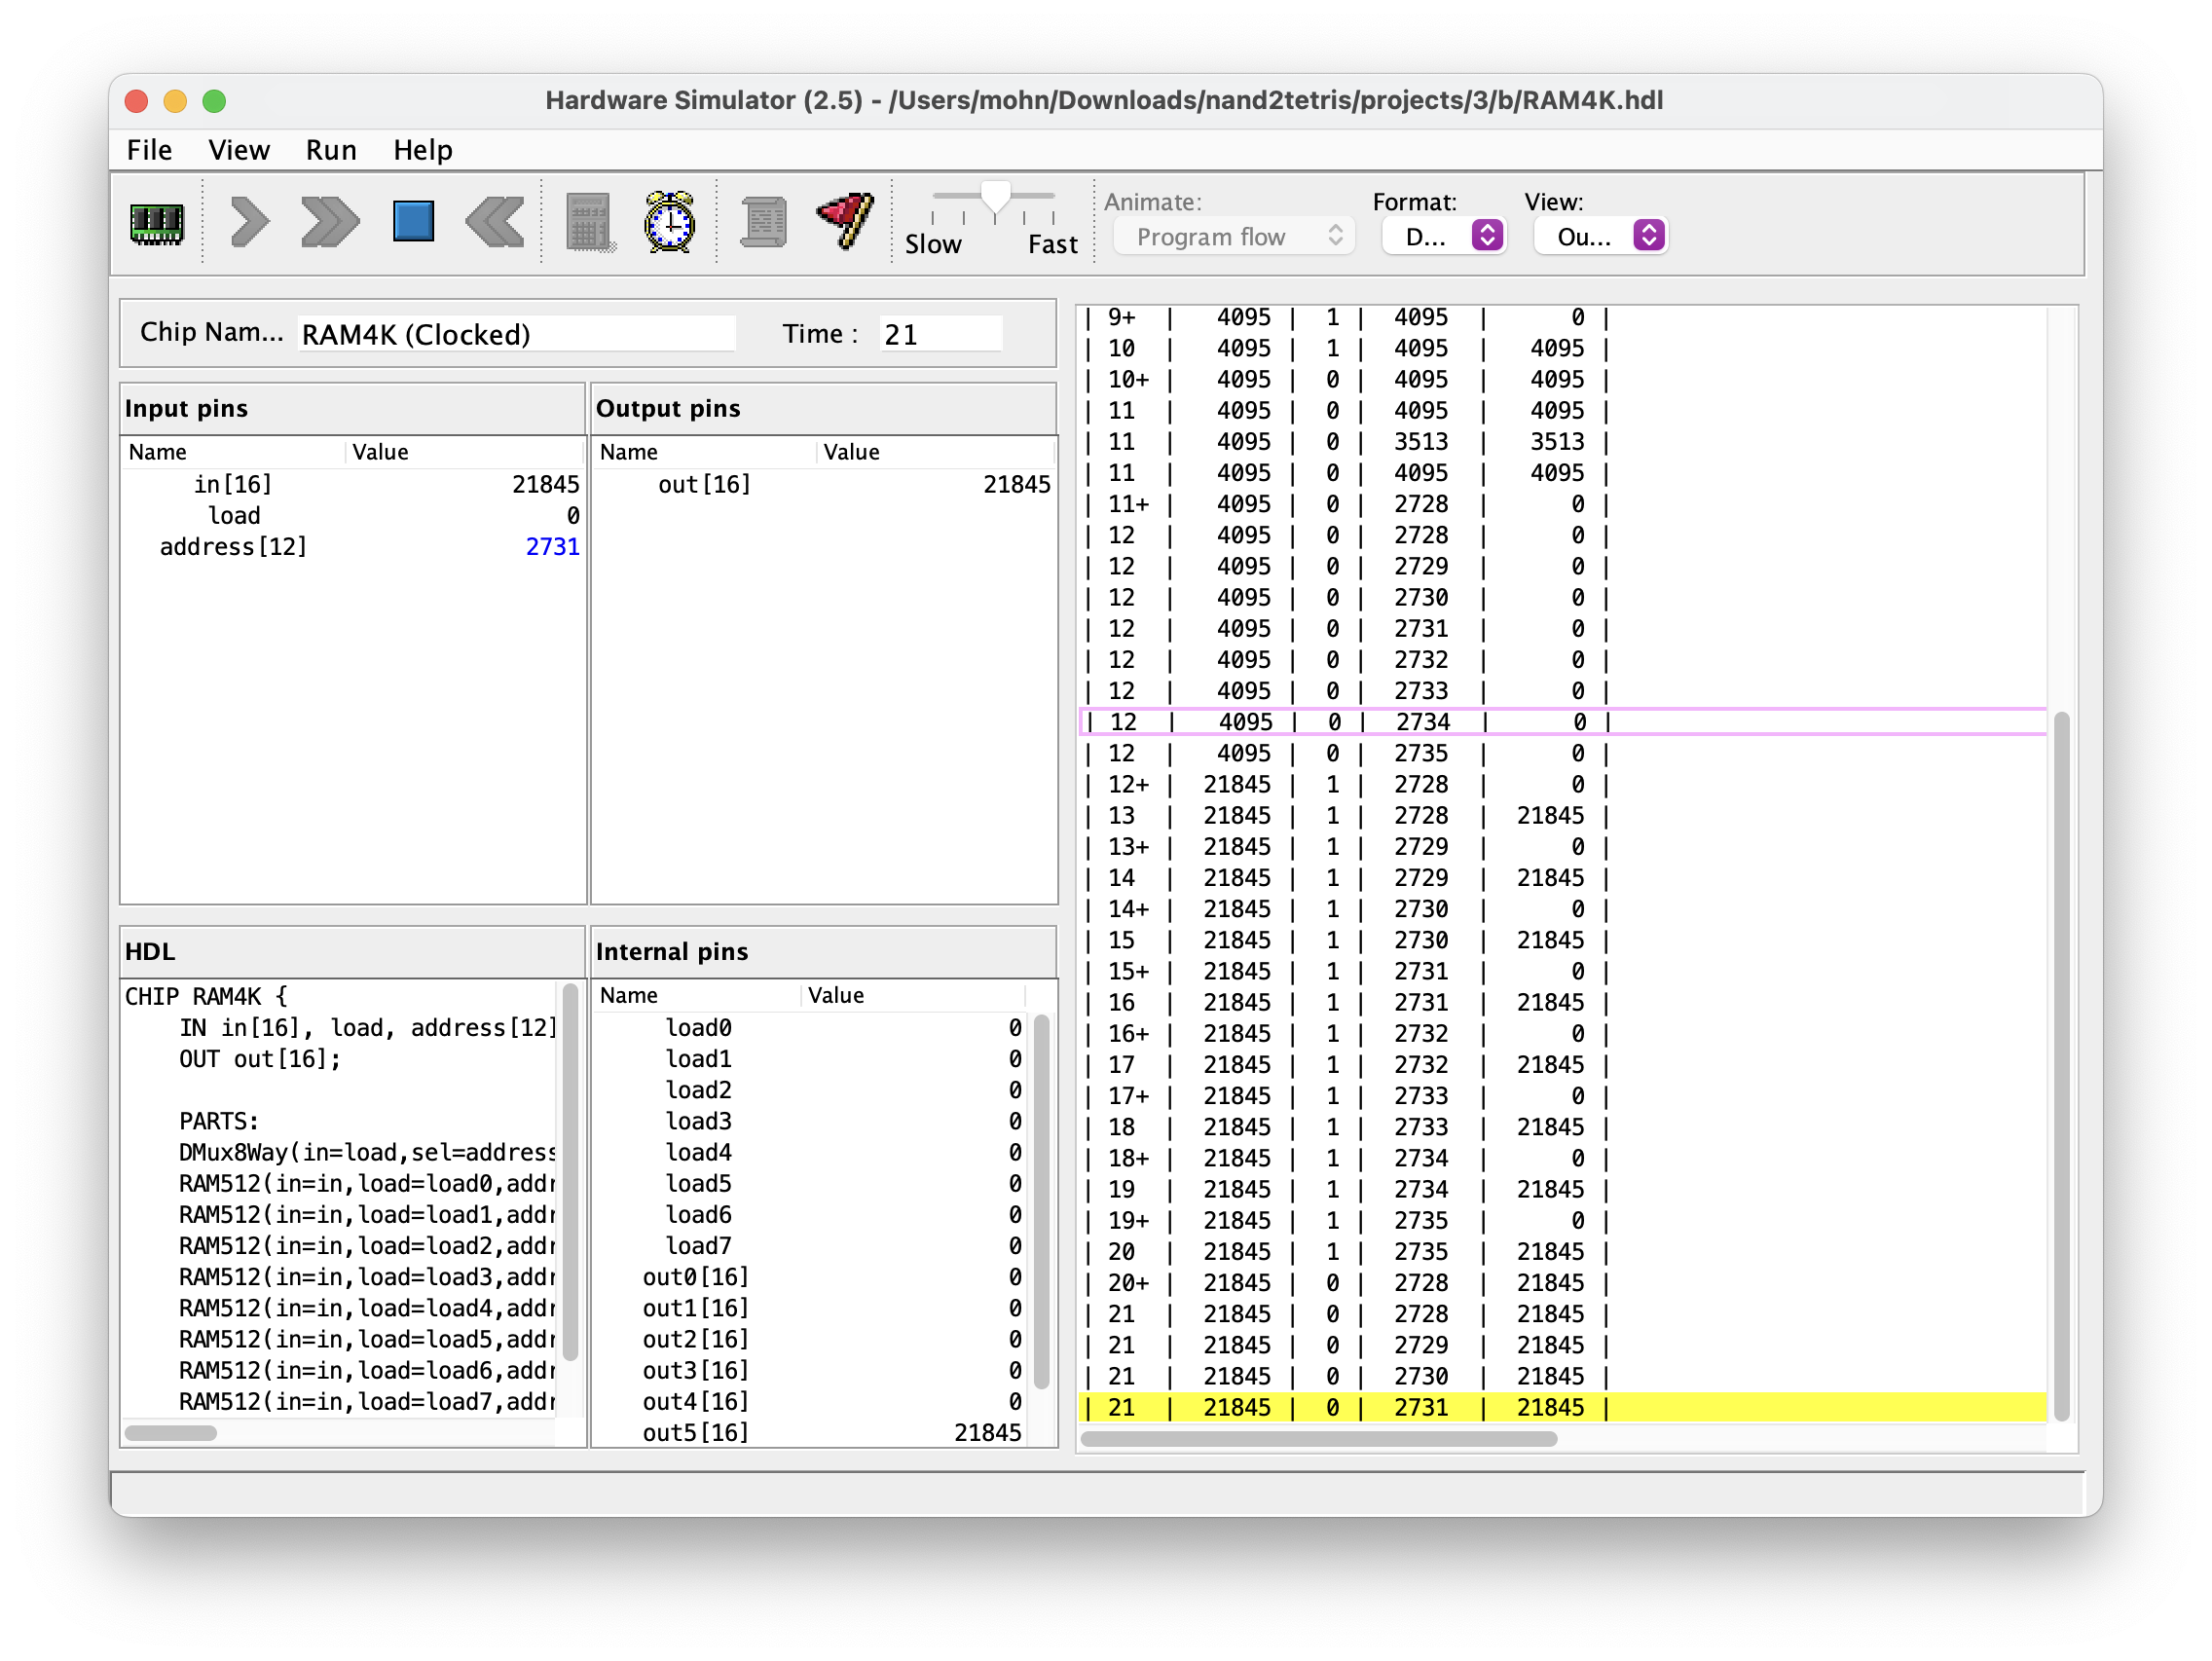 Hardware Simulator (2.5) - /Users/mohn/Downloads/nand2tetris/projects/3/b/RAM4K.hdl
File View Run Help
Slow Fast
Animate:
Program flow
Format:
D...
View:
Ou...
Chip Nam... RAM4K (Clocked) Time : 21
Input pins
Name Value
in[16] 21845
load 0
address[12] 2731
Output pins
Name Value
out[16] 21845
HDL
CHIP RAM4K {
IN in[16], load, address[12]
OUT out[16];
PARTS:
DMux8Way(in=load,sel=address
RAM512(in=in,load=load0,addr
RAM512(in=in,load=load1,addr
RAM512(in=in,load=load2,addr
RAM512(in=in,load=load3,addr
RAM512(in=in,load=load4,addr
RAM512(in=in,load=load5,addr
RAM512(in=in,load=load6,addr
RAM512(in=in,load=load7,addr
Internal pins
Name Value
load0 0
load1 0
load2 0
load3 0
load4 0
load5 0
load6 0
load7 0
out0[16] 0
out1[16] 0
out2[16] 0
out3[16] 0
out4[16] 0
out5[16] 21845
| 9+ | 4095 | 1 | 4095 | 0 |
| 10 | 4095 | 1 | 4095 | 4095 |
| 10+ | 4095 | 0 | 4095 | 4095 |
| 11 | 4095 | 0 | 4095 | 4095 |
| 11 | 4095 | 0 | 3513 | 3513 |
| 11 | 4095 | 0 | 4095 | 4095 |
| 11+ | 4095 | 0 | 2728 | 0 |
| 12 | 4095 | 0 | 2728 | 0 |
| 12 | 4095 | 0 | 2729 | 0 |
| 12 | 4095 | 0 | 2730 | 0 |
| 12 | 4095 | 0 | 2731 | 0 |
| 12 | 4095 | 0 | 2732 | 0 |
| 12 | 4095 | 0 | 2733 | 0 |
| 12 | 4095 | 0 | 2734 | 0 |
| 12 | 4095 | 0 | 2735 | 0 |
| 12+ | 21845 | 1 | 2728 | 0 |
| 13 | 21845 | 1 | 2728 | 21845 |
| 13+ | 21845 | 1 | 2729 | 0 |
| 14 | 21845 | 1 | 2729 | 21845 |
| 14+ | 21845 | 1 | 2730 | 0 |
| 15 | 21845 | 1 | 2730 | 21845 |
| 15+ | 21845 | 1 | 2731 | 0 |
| 16 | 21845 | 1 | 2731 | 21845 |
| 16+ | 21845 | 1 | 2732 | 0 |
| 17 | 21845 | 1 | 2732 | 21845 |
| 17+ | 21845 | 1 | 2733 | 0 |
| 18 | 21845 | 1 | 2733 | 21845 |
| 18+ | 21845 | 1 | 2734 | 0 |
| 19 | 21845 | 1 | 2734 | 21845 |
| 19+ | 21845 | 1 | 2735 | 0 |
| 20 | 21845 | 1 | 2735 | 21845 |
| 20+ | 21845 | 0 | 2728 | 21845 |
| 21 | 21845 | 0 | 2728 | 21845 |
| 21 | 21845 | 0 | 2729 | 21845 |
| 21 | 21845 | 0 | 2730 | 21845 |
| 21 | 21845 | 0 | 2731 | 21845 |